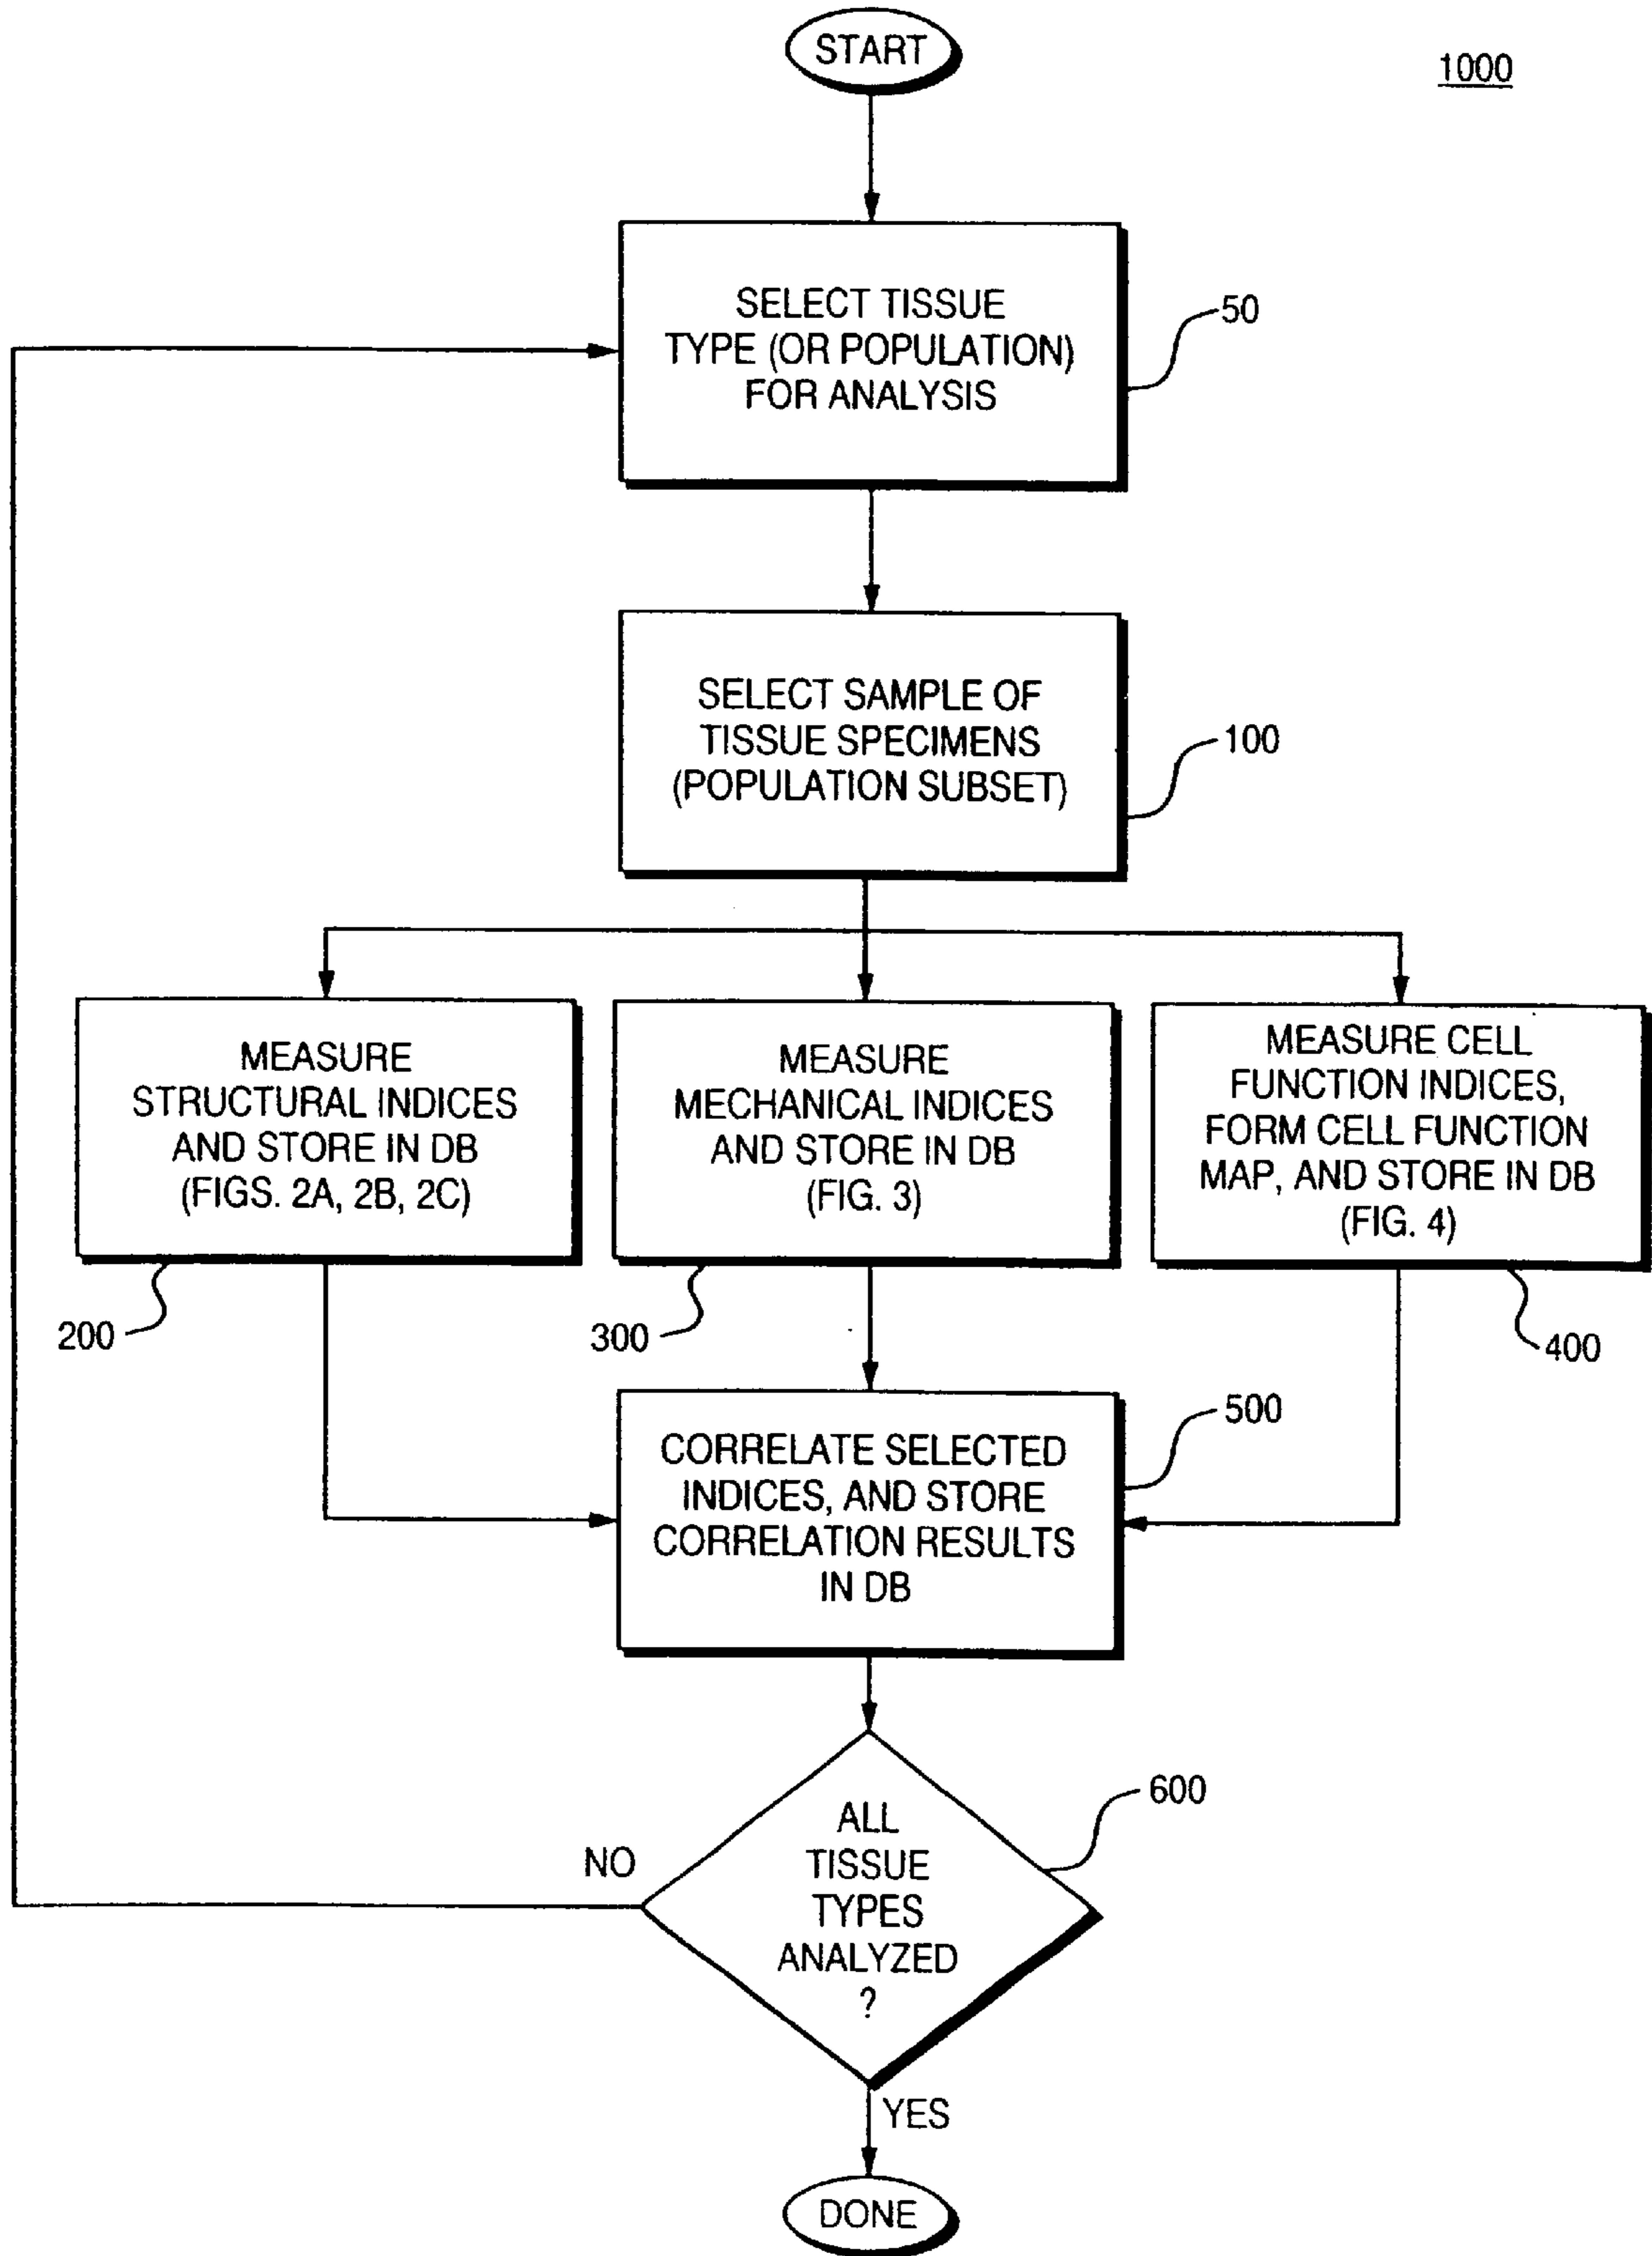 START
1000
SELECT TISSUE
TYPE (OR POPULATION)
FOR ANALYSIS
50
SELECT SAMPLE OF
TISSUE SPECIMENS
(POPULATION SUBSET)
100
MEASURE
STRUCTURAL INDICES
AND STORE IN DB
(FIGS. 2A, 2B, 2C)
200
MEASURE
MECHANICAL INDICES
AND STORE IN DB
(FIG. 3)
300
MEASURE CELL
FUNCTION INDICES,
FORM CELL FUNCTION
MAP, AND STORE IN DB
(FIG. 4)
400
CORRELATE SELECTED
INDICES, AND STORE
CORRELATION RESULTS
IN DB
500
ALL
TISSUE
TYPES
ANALYZED
?
600
NO
YES
DONE